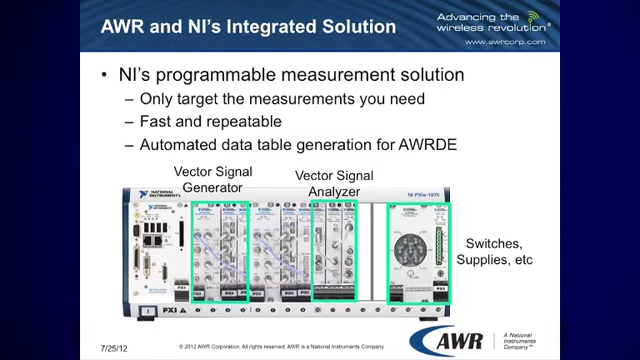 AWR and NI's Integrated Solution
Advancing the
wireless revolution
www.awrcorp.com
• NI's programmable measurement solution
– Only target the measurements you need
– Fast and repeatable
– Automated data table generation for AWRDE
Vector Signal
Generator
Vector Signal
Analyzer
NATIONAL
INSTRUMENTS
NI PXIe-1075
Switches,
Supplies, etc
PXI
7/25/12
© 2012 AWR Corporation. All rights reserved. AWR is a National Instruments Company
AWR
A National
Instruments
Company